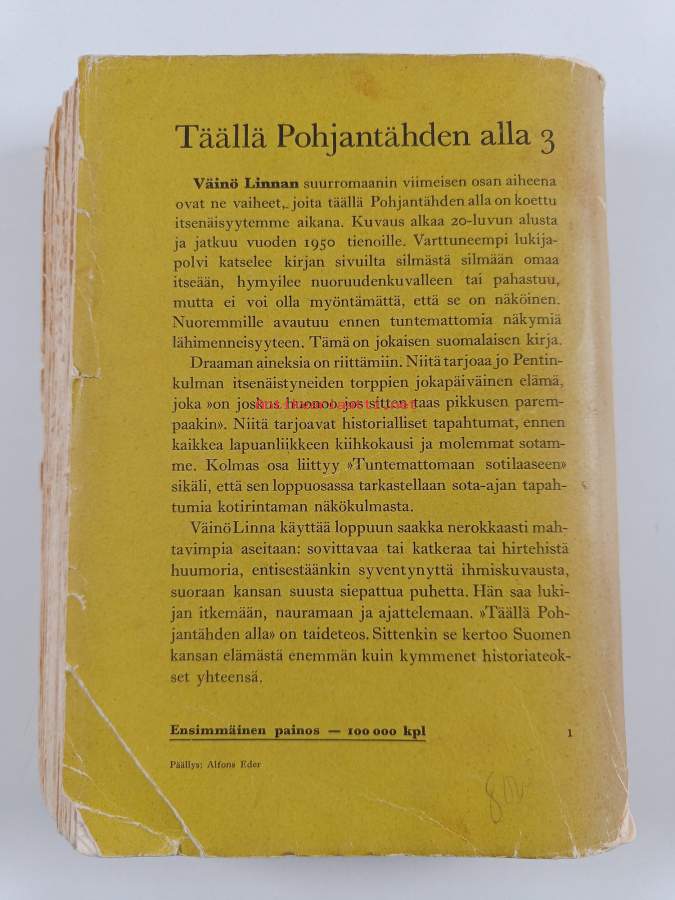 Täällä Pohjantähden alla 3
Väinö Linnan suurromaanin viimeisen osan aiheena
ovat ne vaiheet, joita täällä Pohjantähden alla on koettu
itsenäisyytemme aikana. Kuvaus alkaa 20-luvun alusta
ja jatkuu vuoden 1950 tienoille. Varttuneempi lukija-
polvi katselee kirjan sivuilta silmästä silmään omaa
itseään, hymyilee nuoruudenkuvalleen tai pahastuu,
mutta ei voi olla myöntämättä, että se on näköinen.
Nuoremmille avautuu ennen tuntemattomia näkymiä
lähimenneisyyteen. Tämä on jokaisen suomalaisen kirja.
Draaman aineksia on riittämiin. Niitä tarjoaa jo Pentin-
kulman itsenäistyneiden torppien jokapäiväinen elämä,
joka »on joskus huono, jos sitten taas pikkusen parem-
paakin». Niitä tarjoavat historialliset tapahtumat, ennen
kaikkea lapuanliikkeen kiihkokausi ja molemmat sotam-
me. Kolmas osa liittyy »Tuntemattomaan sotilaaseen»
sikäli, että sen loppuosassa tarkastellaan sota-ajan tapah-
tumia kotirintaman näkökulmasta.
Väinö Linna käyttää loppuun saakka nerokkaasti mah-
tavimpia aseitaan: sovittavaa tai katkeraa tai hirtehistä
huumoria, entisestäänkin syventynyttä ihmiskuvausta,
suoraan kansan suusta siepattua puhetta. Hän saa luki-
jan itkemään, nauramaan ja ajattelemaan. »Täällä Poh-
jantähden alla» on taideteos. Sittenkin se kertoo Suomen
kansan elämästä enemmän kuin kymmenet historiateok-
set yhteensä.
Ensimmäinen painos — 100 000 kpl
1
Päällys: Alfons Eder